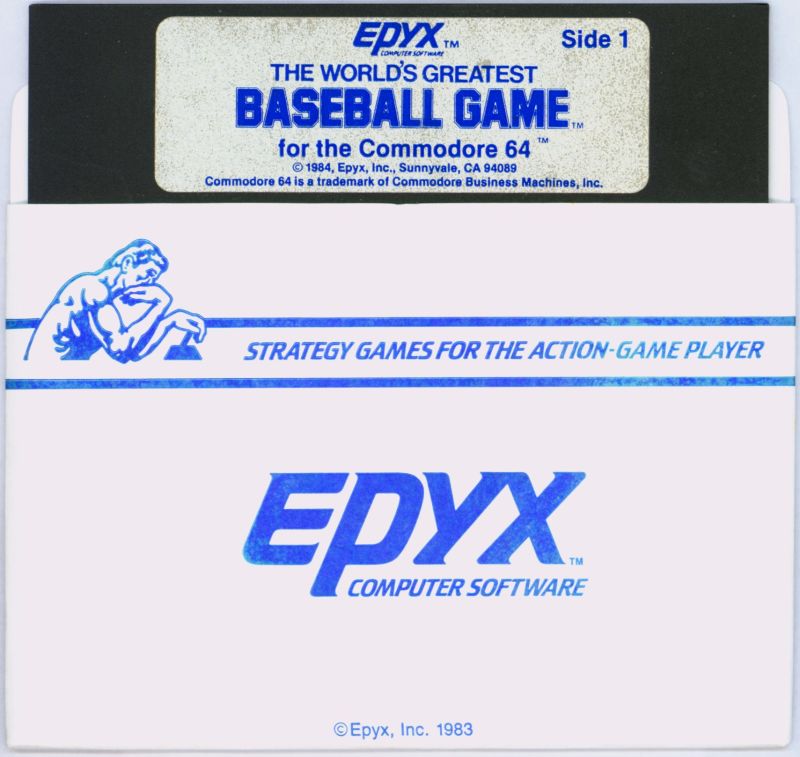 EPYX™
COMPUTER SOFTWARE
Side 1
THE WORLD'S GREATEST
BASEBALL GAME™
for the Commodore 64™
© 1984, Epyx, Inc., Sunnyvale, CA 94089
Commodore 64 is a trademark of Commodore Business Machines, Inc.
STRATEGY GAMES FOR THE ACTION-GAME PLAYER
EPYX™
COMPUTER SOFTWARE
©Epyx, Inc. 1983